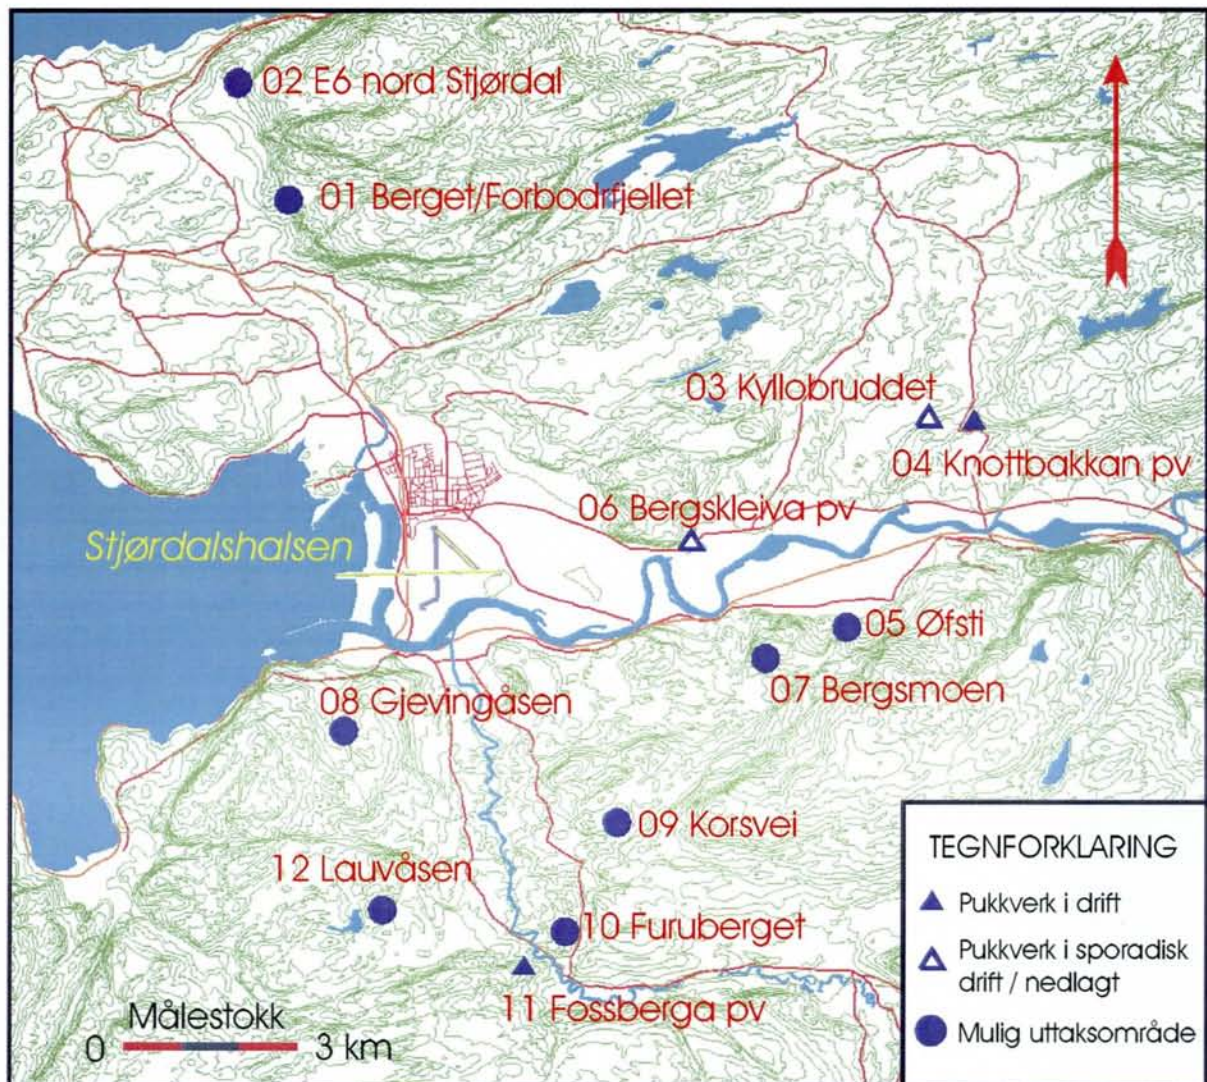 02 E6 nord Stjørdal
01 Berget/Forbodrfjellet
03 Kyllobruddet
04 Knottbakkan pv
06 Bergskleiva pv
Stjørdalshalsen
05 Øfsti
07 Bergsmoen
08 Gjevingåsen
09 Korsvei
12 Lauvåsen
10 Furuberget
11 Fossberga pv
Målestokk
0 3 km
TEGNFORKLARING
Pukkverk i drift
Pukkverk i sporadisk
drift / nedlagt
Mulig uttaksområde